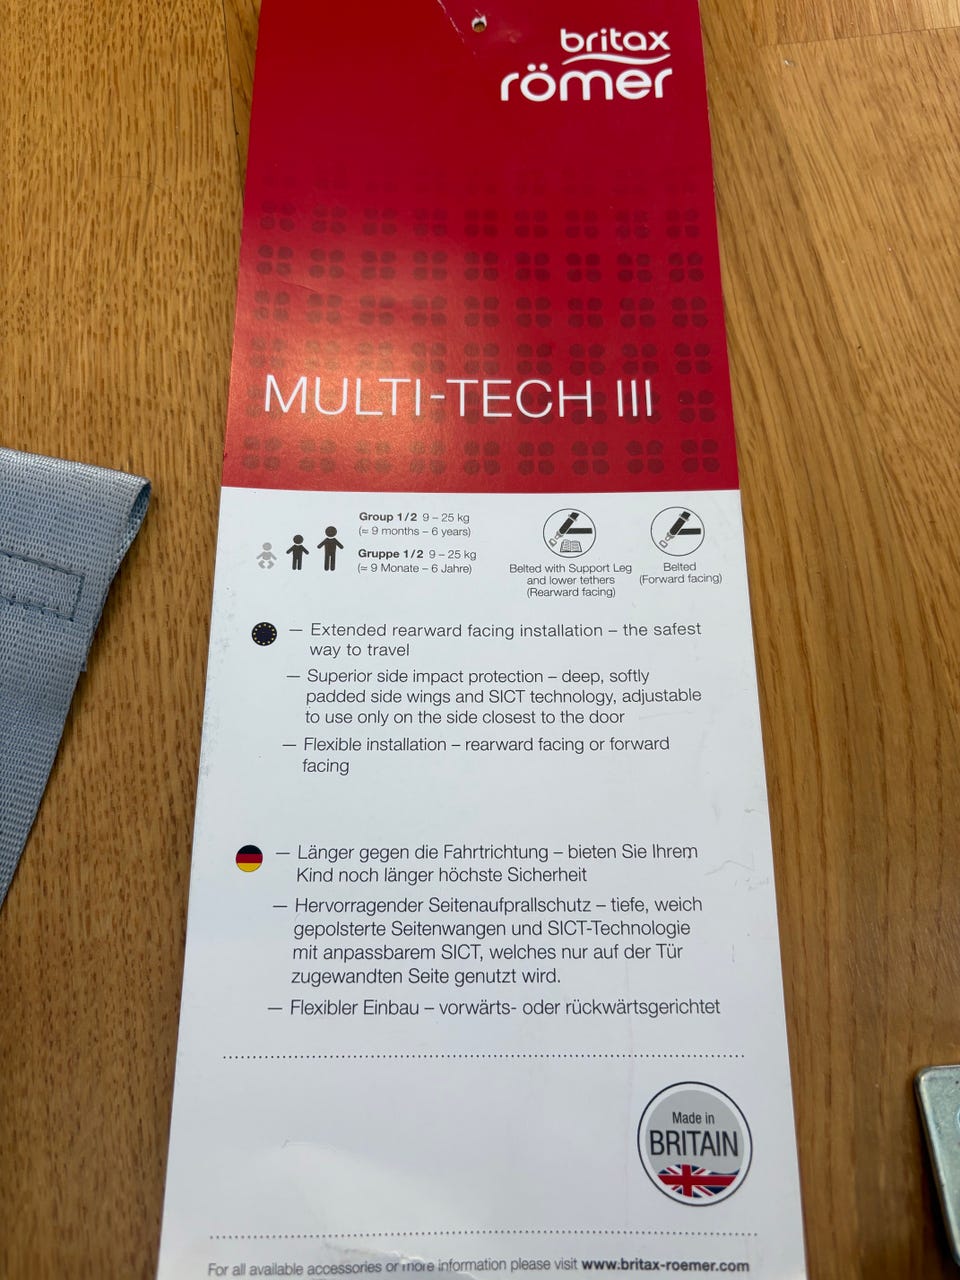 britax
römer
MULTI-TECH III
Group 1/2 9 – 25 kg
(≈ 9 months – 6 years)
Gruppe 1/2 9 – 25 kg
(≈ 9 Monate – 6 Jahre)
Belted with Support Leg
and lower tethers
(Rearward facing)
Belted
(Forward facing)
— Extended rearward facing installation – the safest
way to travel
— Superior side impact protection – deep, softly
padded side wings and SICT technology, adjustable
to use only on the side closest to the door
— Flexible installation – rearward facing or forward
facing
— Länger gegen die Fahrtrichtung – bieten Sie Ihrem
Kind noch länger höchste Sicherheit
— Hervorragender Seitenaufprallschutz – tiefe, weich
gepolsterte Seitenwangen und SICT-Technologie
mit anpassbarem SICT, welches nur auf der Tür
zugewandten Seite genutzt wird.
— Flexibler Einbau – vorwärts- oder rückwärtsgerichtet
Made in
BRITAIN
For all available accessories or more information please visit www.britax-roemer.com